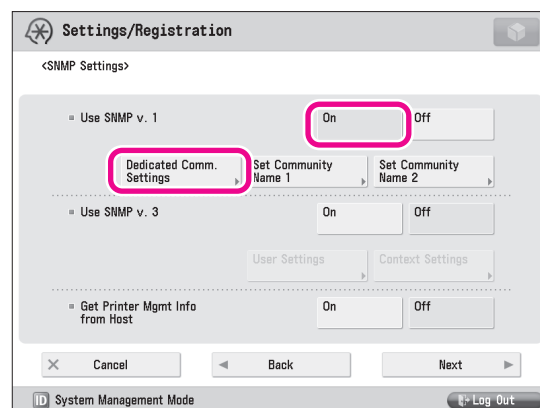 Settings/Registration
<SNMP Settings>
Use SNMP v. 1
On
Off
Dedicated Comm.
Settings
Set Community
Name 1
Set Community
Name 2
Use SNMP v. 3
On
Off
User Settings
Context Settings
Get Printer Mgmt Info
from Host
On
Off
Cancel
Back
Next
ID System Management Mode
Log Out